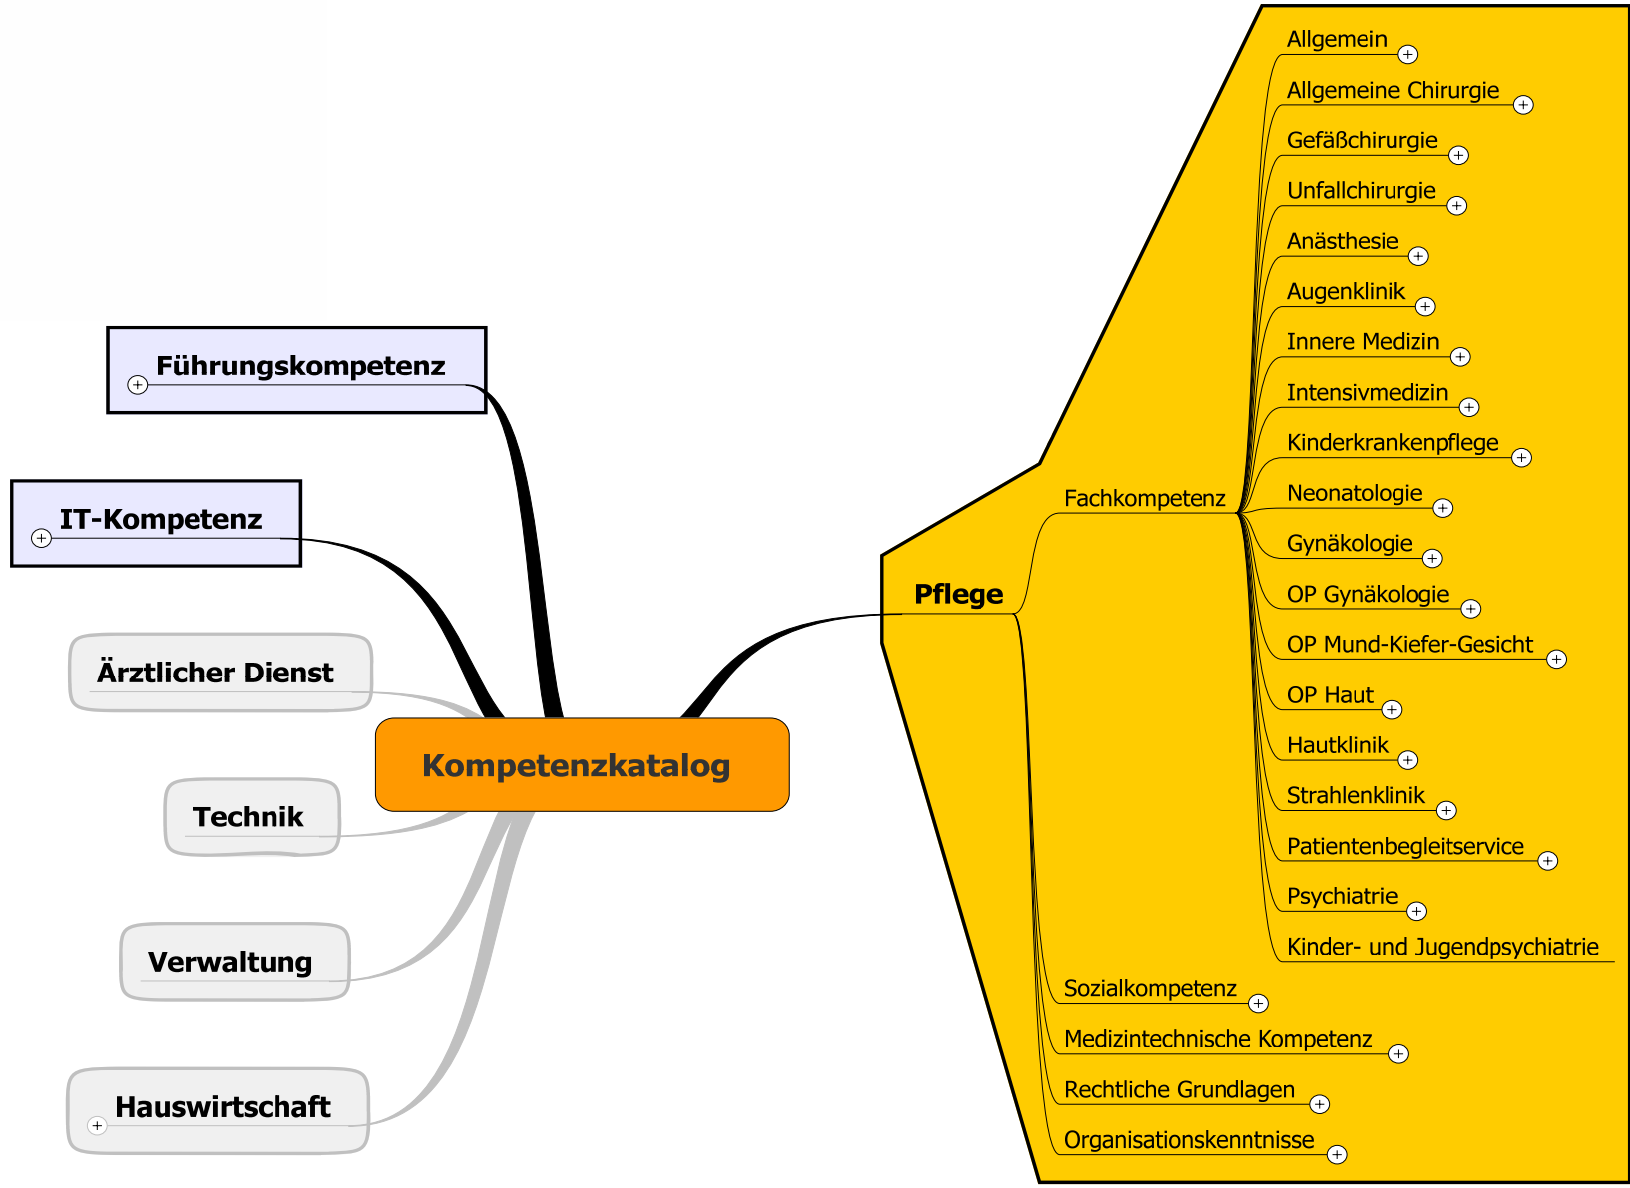 Führungskompetenz
IT-Kompetenz
Ärztlicher Dienst
Technik
Verwaltung
Hauswirtschaft
Kompetenzkatalog
Pflege
Fachkompetenz
Allgemein
Allgemeine Chirurgie
Gefäßchirurgie
Unfallchirurgie
Anästhesie
Augenklinik
Innere Medizin
Intensivmedizin
Kinderkrankenpflege
Neonatologie
Gynäkologie
OP Gynäkologie
OP Mund-Kiefer-Gesicht
OP Haut
Hautklinik
Strahlenklinik
Patientenbegleitservice
Psychiatrie
Kinder- und Jugendpsychiatrie
Sozialkompetenz
Medizintechnische Kompetenz
Rechtliche Grundlagen
Organisationskenntnisse